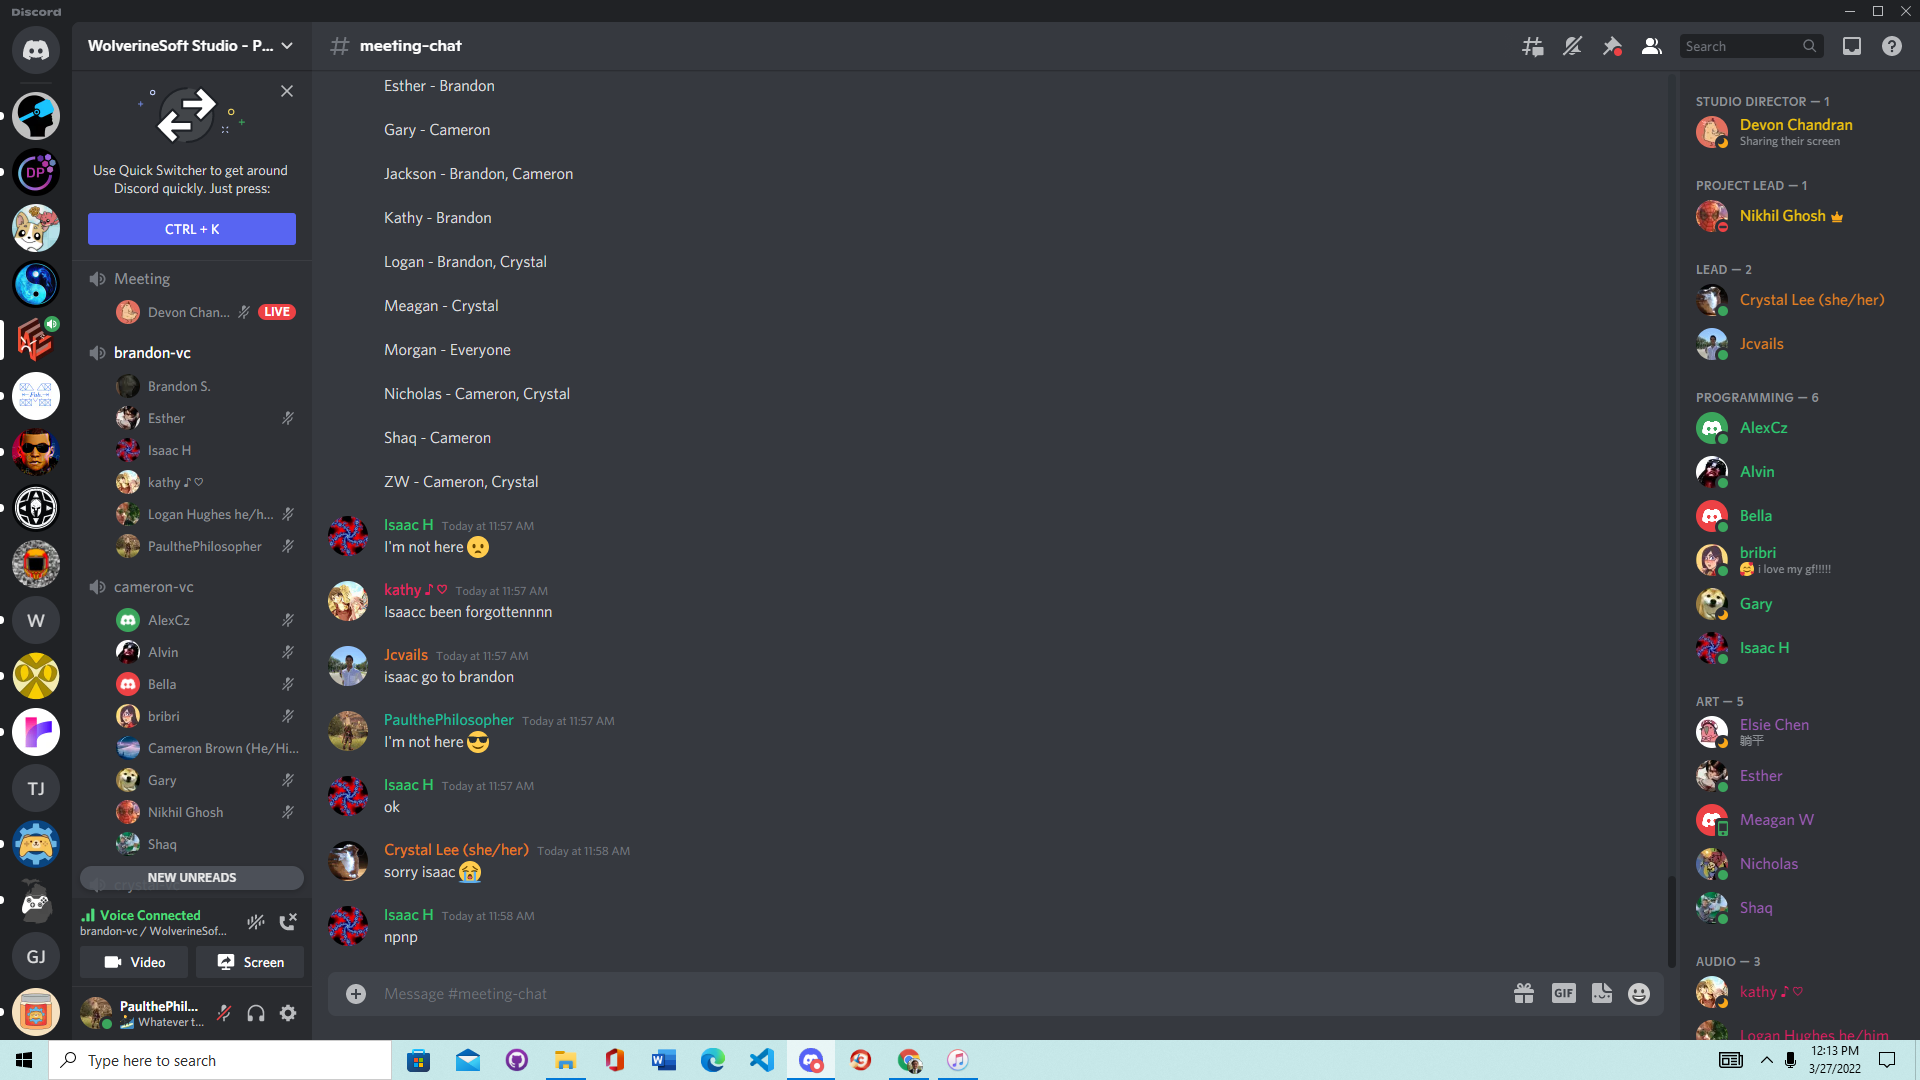 Discord
WolverineSoft Studio - P...
meeting-chat
Search
Use Quick Switcher to get around
Discord quickly. Just press:
CTRL + K
Meeting
Devon Chan...
LIVE
brandon-vc
Brandon S.
Esther
Isaac H
kathy ♪ ♡
Logan Hughes he/h...
PaulthePhilosopher
cameron-vc
AlexCz
Alvin
Bella
bribri
Cameron Brown (He/Hi...
Gary
Nikhil Ghosh
Shaq
NEW UNREADS
Voice Connected
brandon-vc / WolverineSof...
Video
Screen
PaulthePhil...
Whatever t...
DP
W
TJ
GJ
Esther - Brandon
Gary - Cameron
Jackson - Brandon, Cameron
Kathy - Brandon
Logan - Brandon, Crystal
Meagan - Crystal
Morgan - Everyone
Nicholas - Cameron, Crystal
Shaq - Cameron
ZW - Cameron, Crystal
Isaac H Today at 11:57 AM
I'm not here 🙁
kathy ♪ ♡ Today at 11:57 AM
Isaacc been forgottennnn
Jcvails Today at 11:57 AM
isaac go to brandon
PaulthePhilosopher Today at 11:57 AM
I'm not here 😎
Isaac H Today at 11:57 AM
ok
Crystal Lee (she/her) Today at 11:58 AM
sorry isaac 😭
Isaac H Today at 11:58 AM
npnp
Message #meeting-chat
GIF
STUDIO DIRECTOR — 1
Devon Chandran
Sharing their screen
PROJECT LEAD — 1
Nikhil Ghosh
LEAD — 2
Crystal Lee (she/her)
Jcvails
PROGRAMMING — 6
AlexCz
Alvin
Bella
bribri
🥰 i love my gf!!!!!
Gary
Isaac H
ART — 5
Elsie Chen
躺平
Esther
Meagan W
Nicholas
Shaq
AUDIO — 3
kathy ♪ ♡
Logan Hughes he/him
Type here to search
12:13 PM
3/27/2022